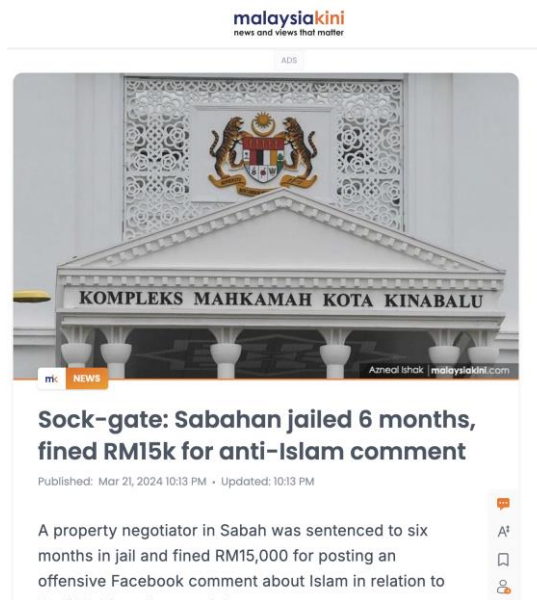 malaysiakini
news and views that matter
ADS
KOMPLEKS MAHKAMAH KOTA KINABALU
Azneal Ishak | malaysiakini.com
mk NEWS
Sock-gate: Sabahan jailed 6 months,
fined RM15k for anti-Islam comment
Published: Mar 21, 2024 10:13 PM • Updated: 10:13 PM
A property negotiator in Sabah was sentenced to six
months in jail and fined RM15,000 for posting an
offensive Facebook comment about Islam in relation to